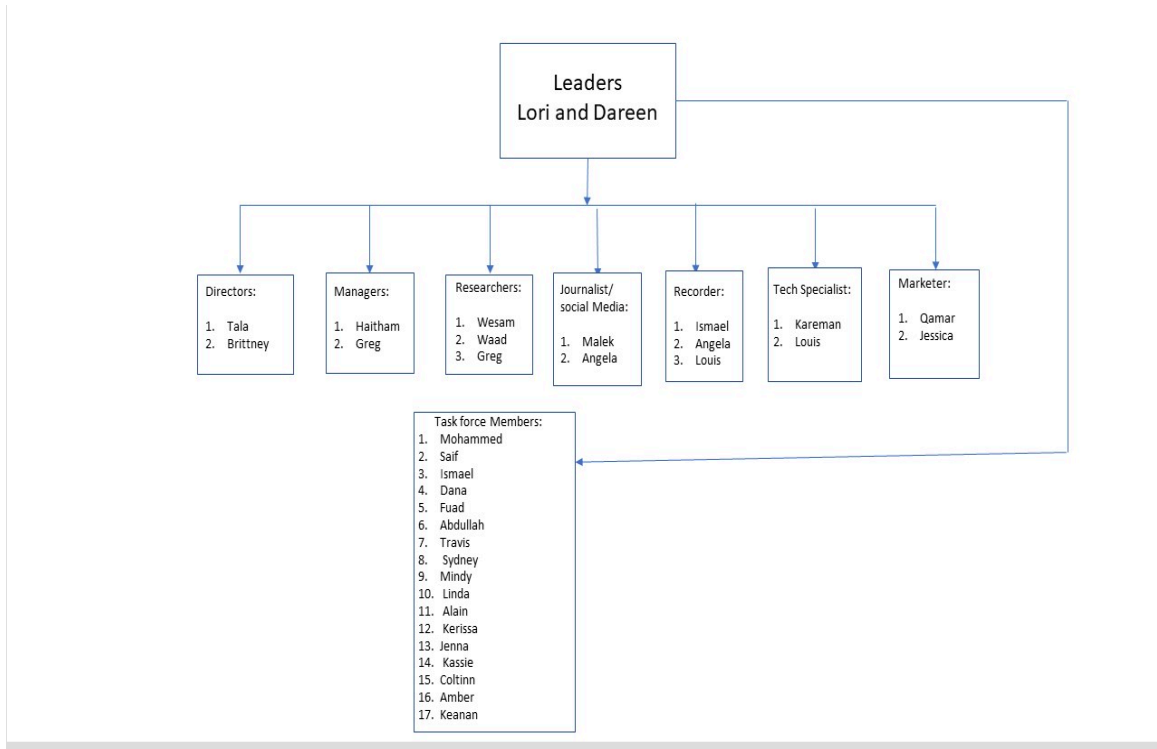 Leaders
Lori and Dareen
Directors:
1. Tala
2. Brittney
Managers:
1. Haitham
2. Greg
Researchers:
1. Wesam
2. Waad
3. Greg
Journalist/
social Media:
1. Malek
2. Angela
Recorder:
1. Ismael
2. Angela
3. Louis
Tech Specialist:
1. Kareman
2. Louis
Marketer:
1. Qamar
2. Jessica
Task force Members:
1. Mohammed
2. Saif
3. Ismael
4. Dana
5. Fuad
6. Abdullah
7. Travis
8. Sydney
9. Mindy
10. Linda
11. Alain
12. Kerissa
13. Jenna
14. Kassie
15. Coltinn
16. Amber
17. Keanan